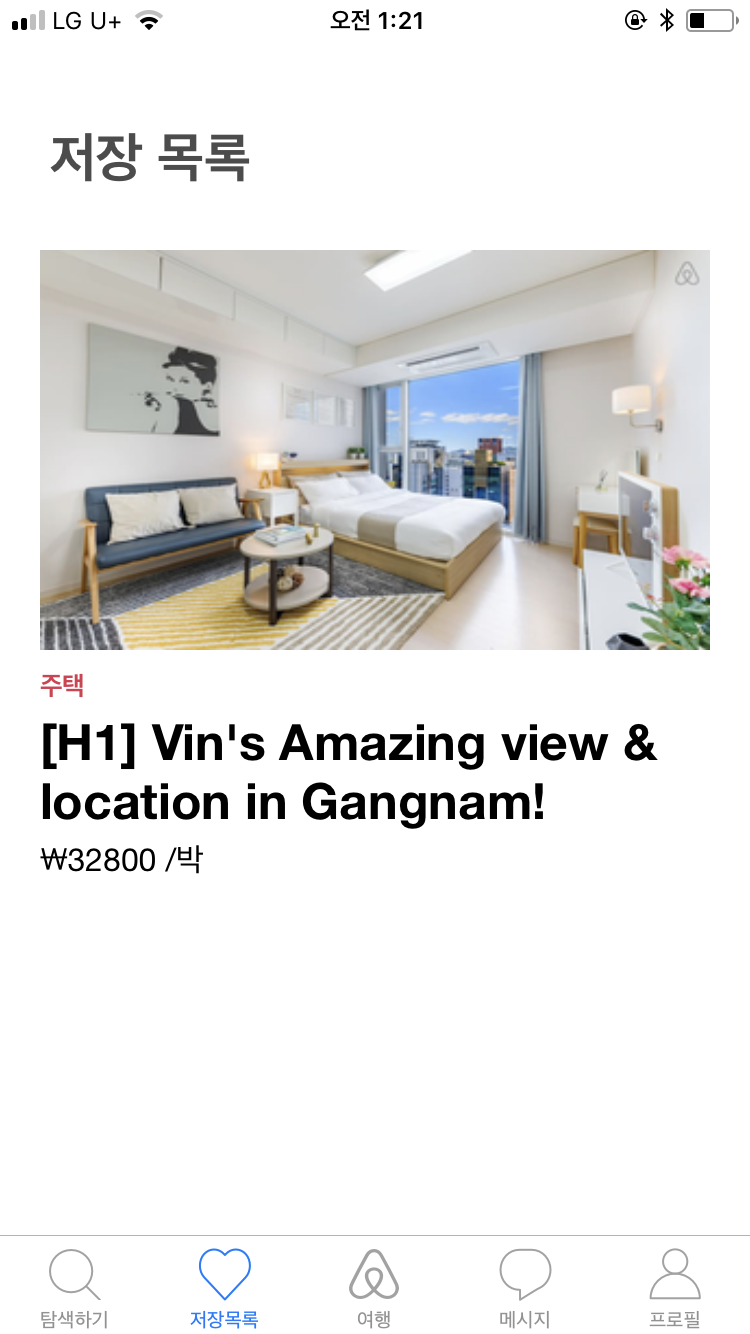 LG U+
오전 1:21
저장 목록
주택
[H1] Vin's Amazing view &
location in Gangnam!
₩32800 /박
탐색하기
저장목록
여행
메시지
프로필